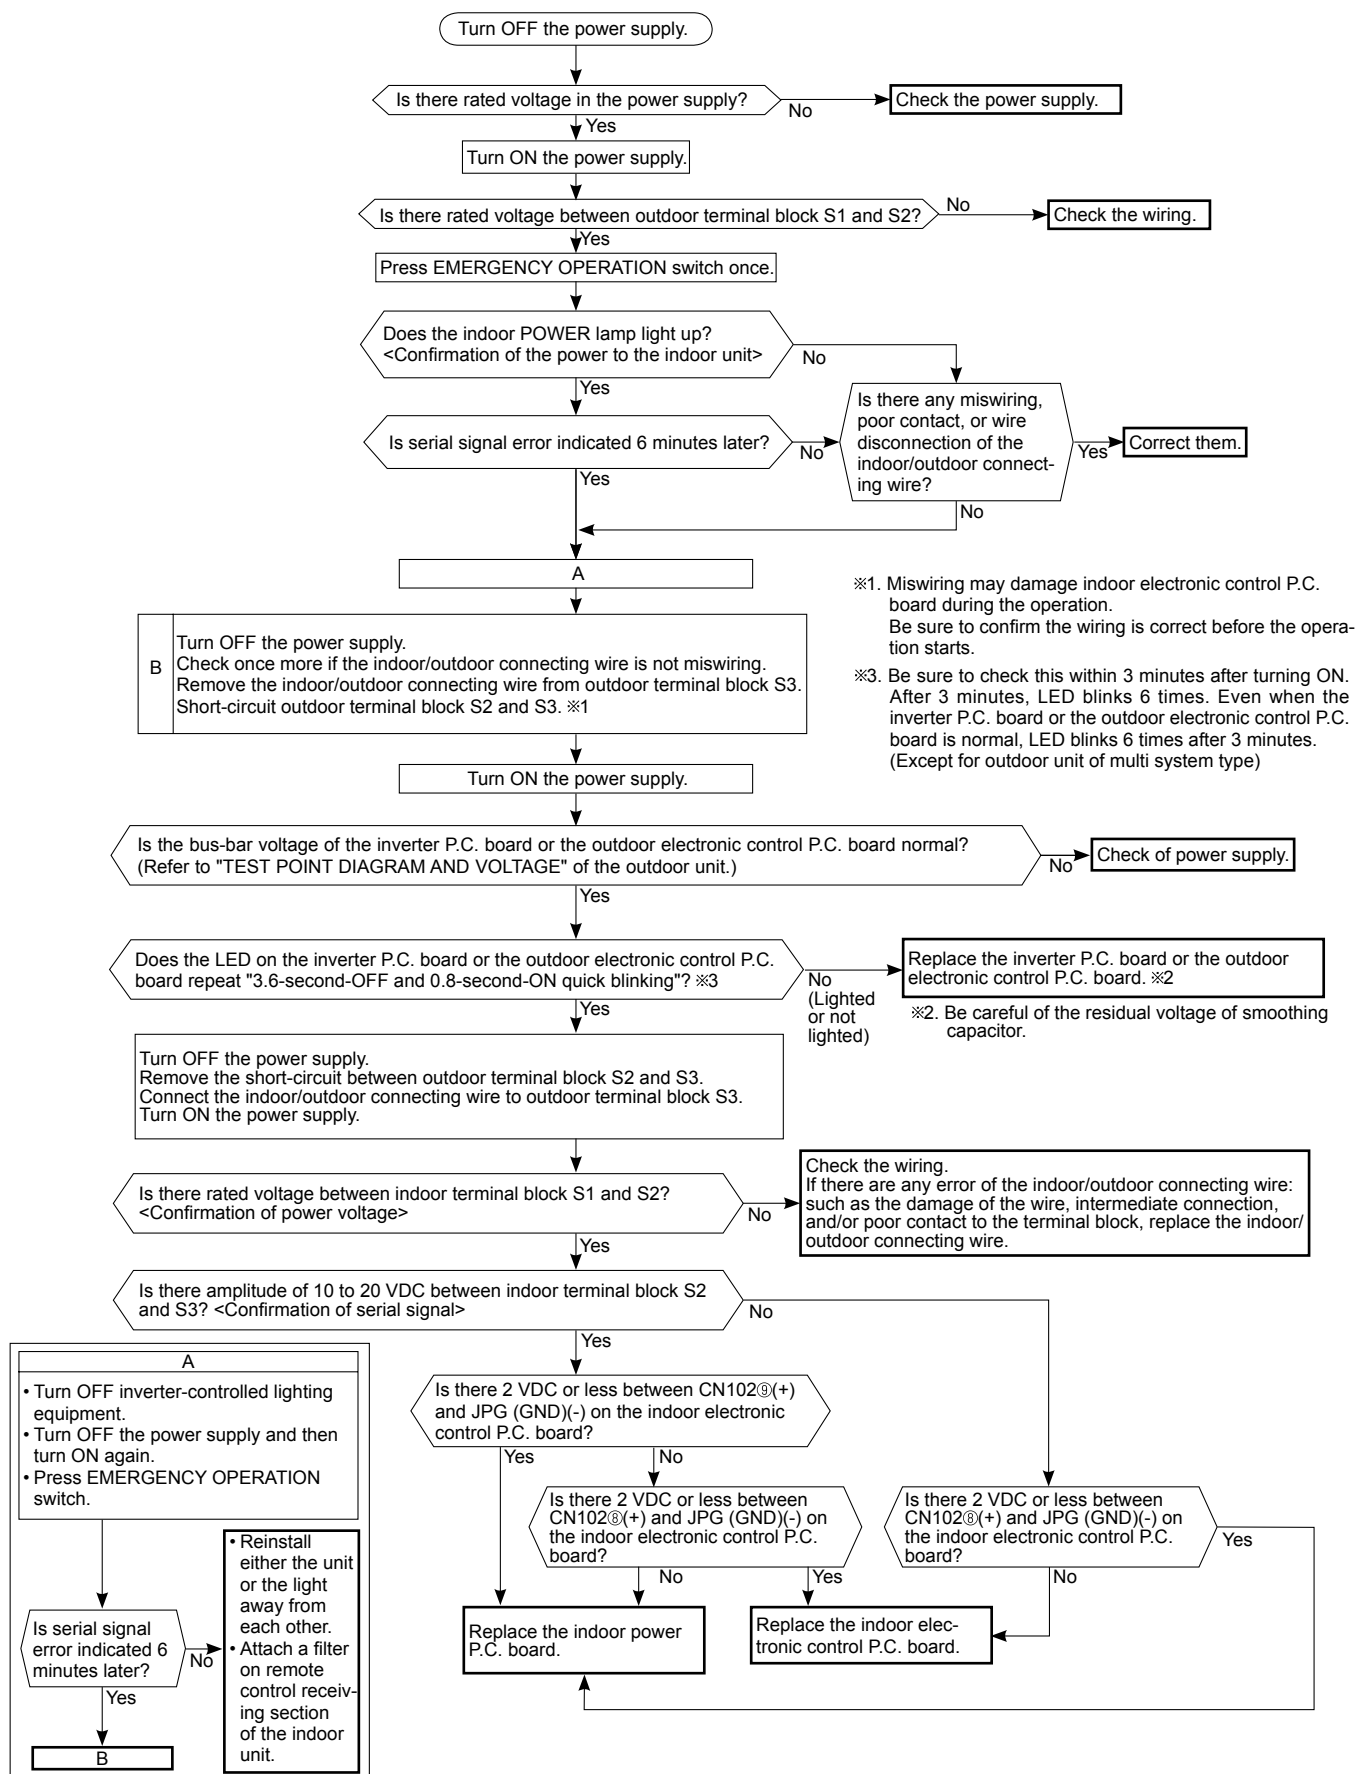 Turn OFF the power supply.
Is there rated voltage in the power supply?
No
Check the power supply.
Yes
Turn ON the power supply.
Is there rated voltage between outdoor terminal block S1 and S2?
No
Check the wiring.
Yes
Press EMERGENCY OPERATION switch once.
Does the indoor POWER lamp light up?
<Confirmation of the power to the indoor unit>
No
Yes
Is there any miswiring,
poor contact, or wire
disconnection of the
indoor/outdoor connect-
ing wire?
Is serial signal error indicated 6 minutes later?
No
Yes
Correct them.
Yes
No
A
※1. Miswiring may damage indoor electronic control P.C.
board during the operation.
Be sure to confirm the wiring is correct before the opera-
tion starts.
※3. Be sure to check this within 3 minutes after turning ON.
After 3 minutes, LED blinks 6 times. Even when the
inverter P.C. board or the outdoor electronic control P.C.
board is normal, LED blinks 6 times after 3 minutes.
(Except for outdoor unit of multi system type)
B
Turn OFF the power supply.
Check once more if the indoor/outdoor connecting wire is not miswiring.
Remove the indoor/outdoor connecting wire from outdoor terminal block S3.
Short-circuit outdoor terminal block S2 and S3. ※1
Turn ON the power supply.
Is the bus-bar voltage of the inverter P.C. board or the outdoor electronic control P.C. board normal?
(Refer to "TEST POINT DIAGRAM AND VOLTAGE" of the outdoor unit.)
No
Check of power supply.
Yes
Does the LED on the inverter P.C. board or the outdoor electronic control P.C.
board repeat "3.6-second-OFF and 0.8-second-ON quick blinking"? ※3
No
(Lighted
or not
lighted)
Replace the inverter P.C. board or the outdoor
electronic control P.C. board. ※2
※2. Be careful of the residual voltage of smoothing
capacitor.
Yes
Turn OFF the power supply.
Remove the short-circuit between outdoor terminal block S2 and S3.
Connect the indoor/outdoor connecting wire to outdoor terminal block S3.
Turn ON the power supply.
Is there rated voltage between indoor terminal block S1 and S2?
<Confirmation of power voltage>
No
Check the wiring.
If there are any error of the indoor/outdoor connecting wire:
such as the damage of the wire, intermediate connection,
and/or poor contact to the terminal block, replace the indoor/
outdoor connecting wire.
Yes
Is there amplitude of 10 to 20 VDC between indoor terminal block S2
and S3? <Confirmation of serial signal>
No
Yes
Is there 2 VDC or less between CN102⑨(+)
and JPG (GND)(-) on the indoor electronic
control P.C. board?
Yes
No
Is there 2 VDC or less between
CN102⑧(+) and JPG (GND)(-) on
the indoor electronic control P.C.
board?
No
Yes
Is there 2 VDC or less between
CN102⑧(+) and JPG (GND)(-) on
the indoor electronic control P.C.
board?
Yes
No
Replace the indoor power
P.C. board.
Replace the indoor elec-
tronic control P.C. board.
A
• Turn OFF inverter-controlled lighting
equipment.
• Turn OFF the power supply and then
turn ON again.
• Press EMERGENCY OPERATION
switch.
Is serial signal
error indicated 6
minutes later?
No
Yes
• Reinstall
either the unit
or the light
away from
each other.
• Attach a filter
on remote
control receiv-
ing section
of the indoor
unit.
B